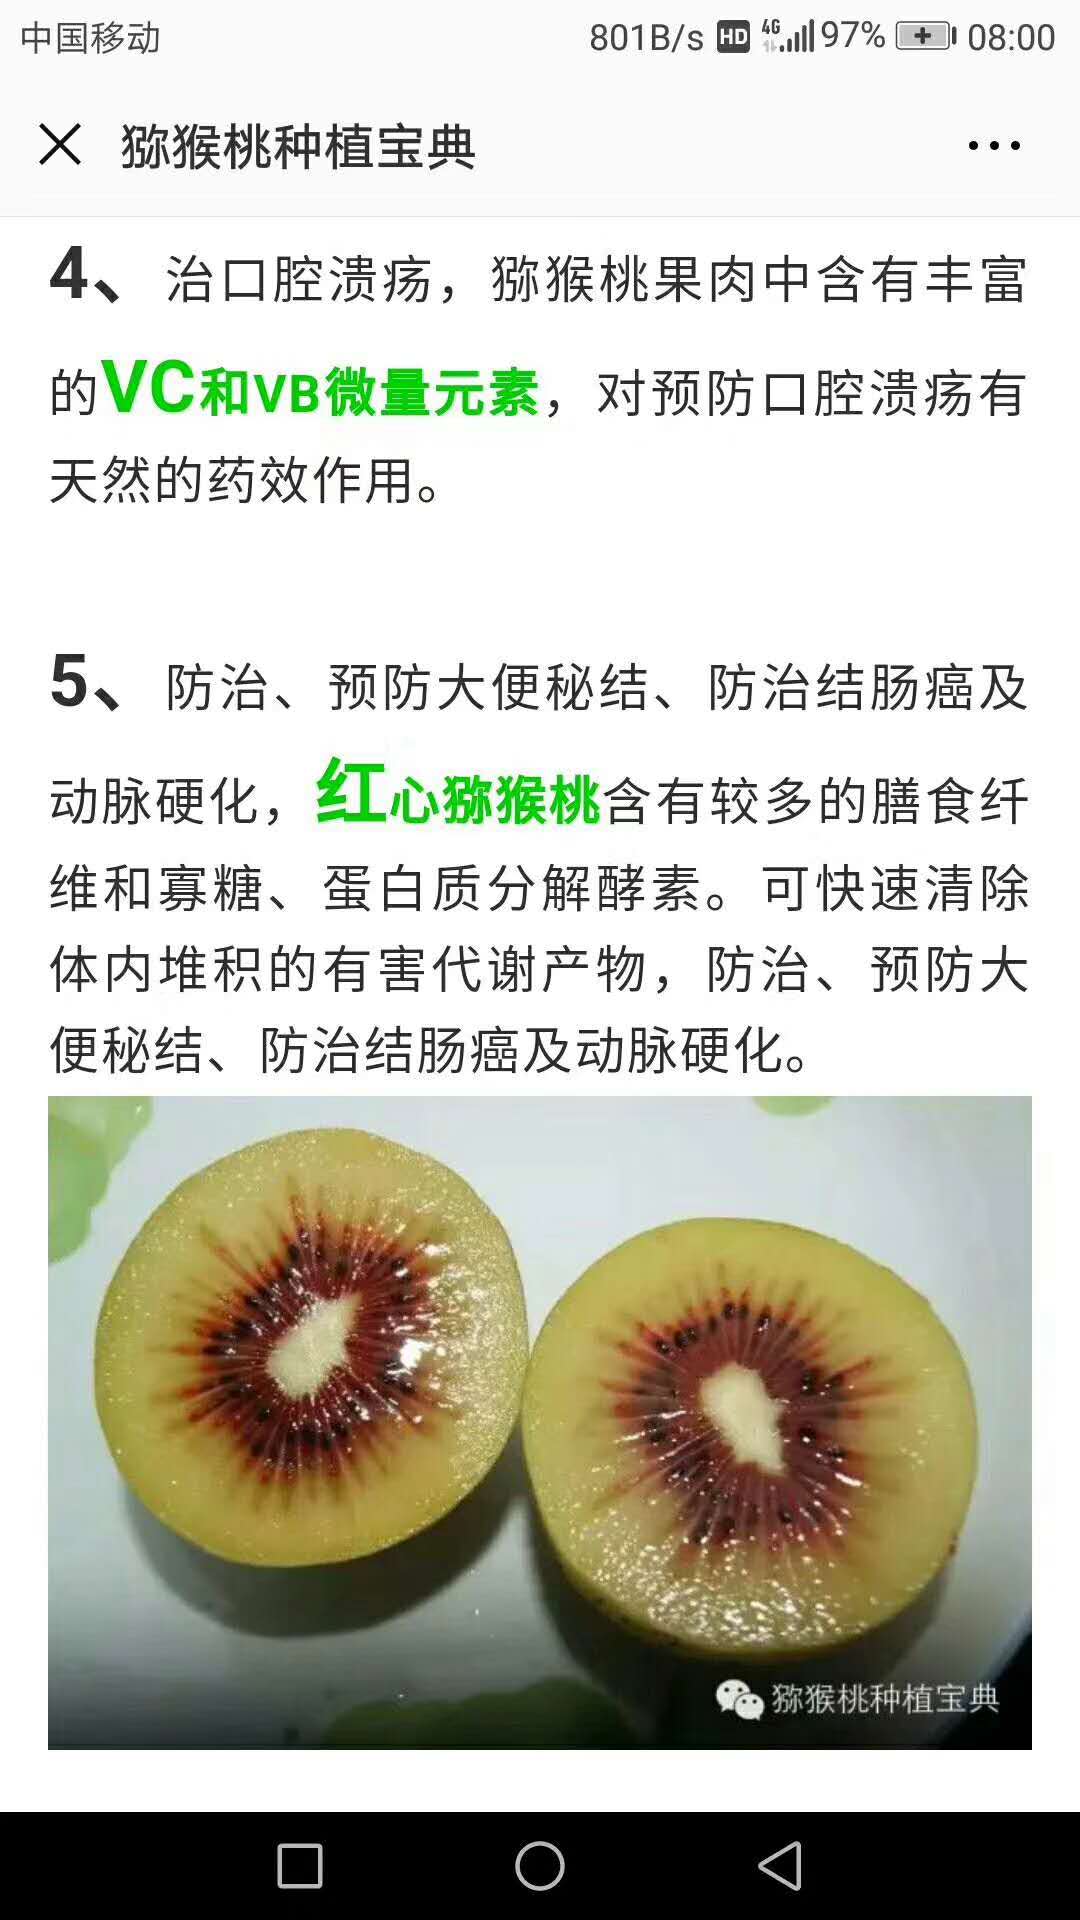 中国移动 801B/s HD 4G 97% 08:00
猕猴桃种植宝典
4、治口腔溃疡，猕猴桃果肉中含有丰富
的VC和VB微量元素，对预防口腔溃疡有
天然的药效作用。
5、防治、预防大便秘结、防治结肠癌及
动脉硬化，红心猕猴桃含有较多的膳食纤
维和寡糖、蛋白质分解酵素。可快速清除
体内堆积的有害代谢产物，防治、预防大
便秘结、防治结肠癌及动脉硬化。
猕猴桃种植宝典